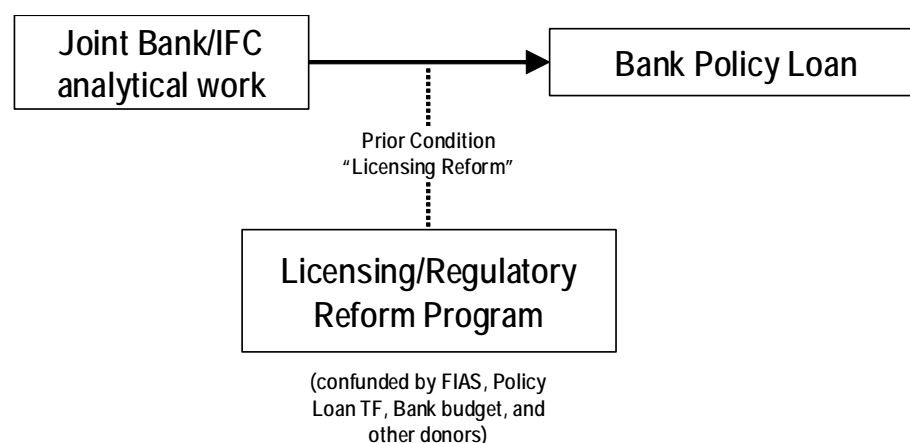 Joint Bank/IFC
analytical work
Bank Policy Loan
Prior Condition
“Licensing Reform”
Licensing/Regulatory
Reform Program
(confunded by FIAS, Policy
Loan TF, Bank budget, and
other donors)